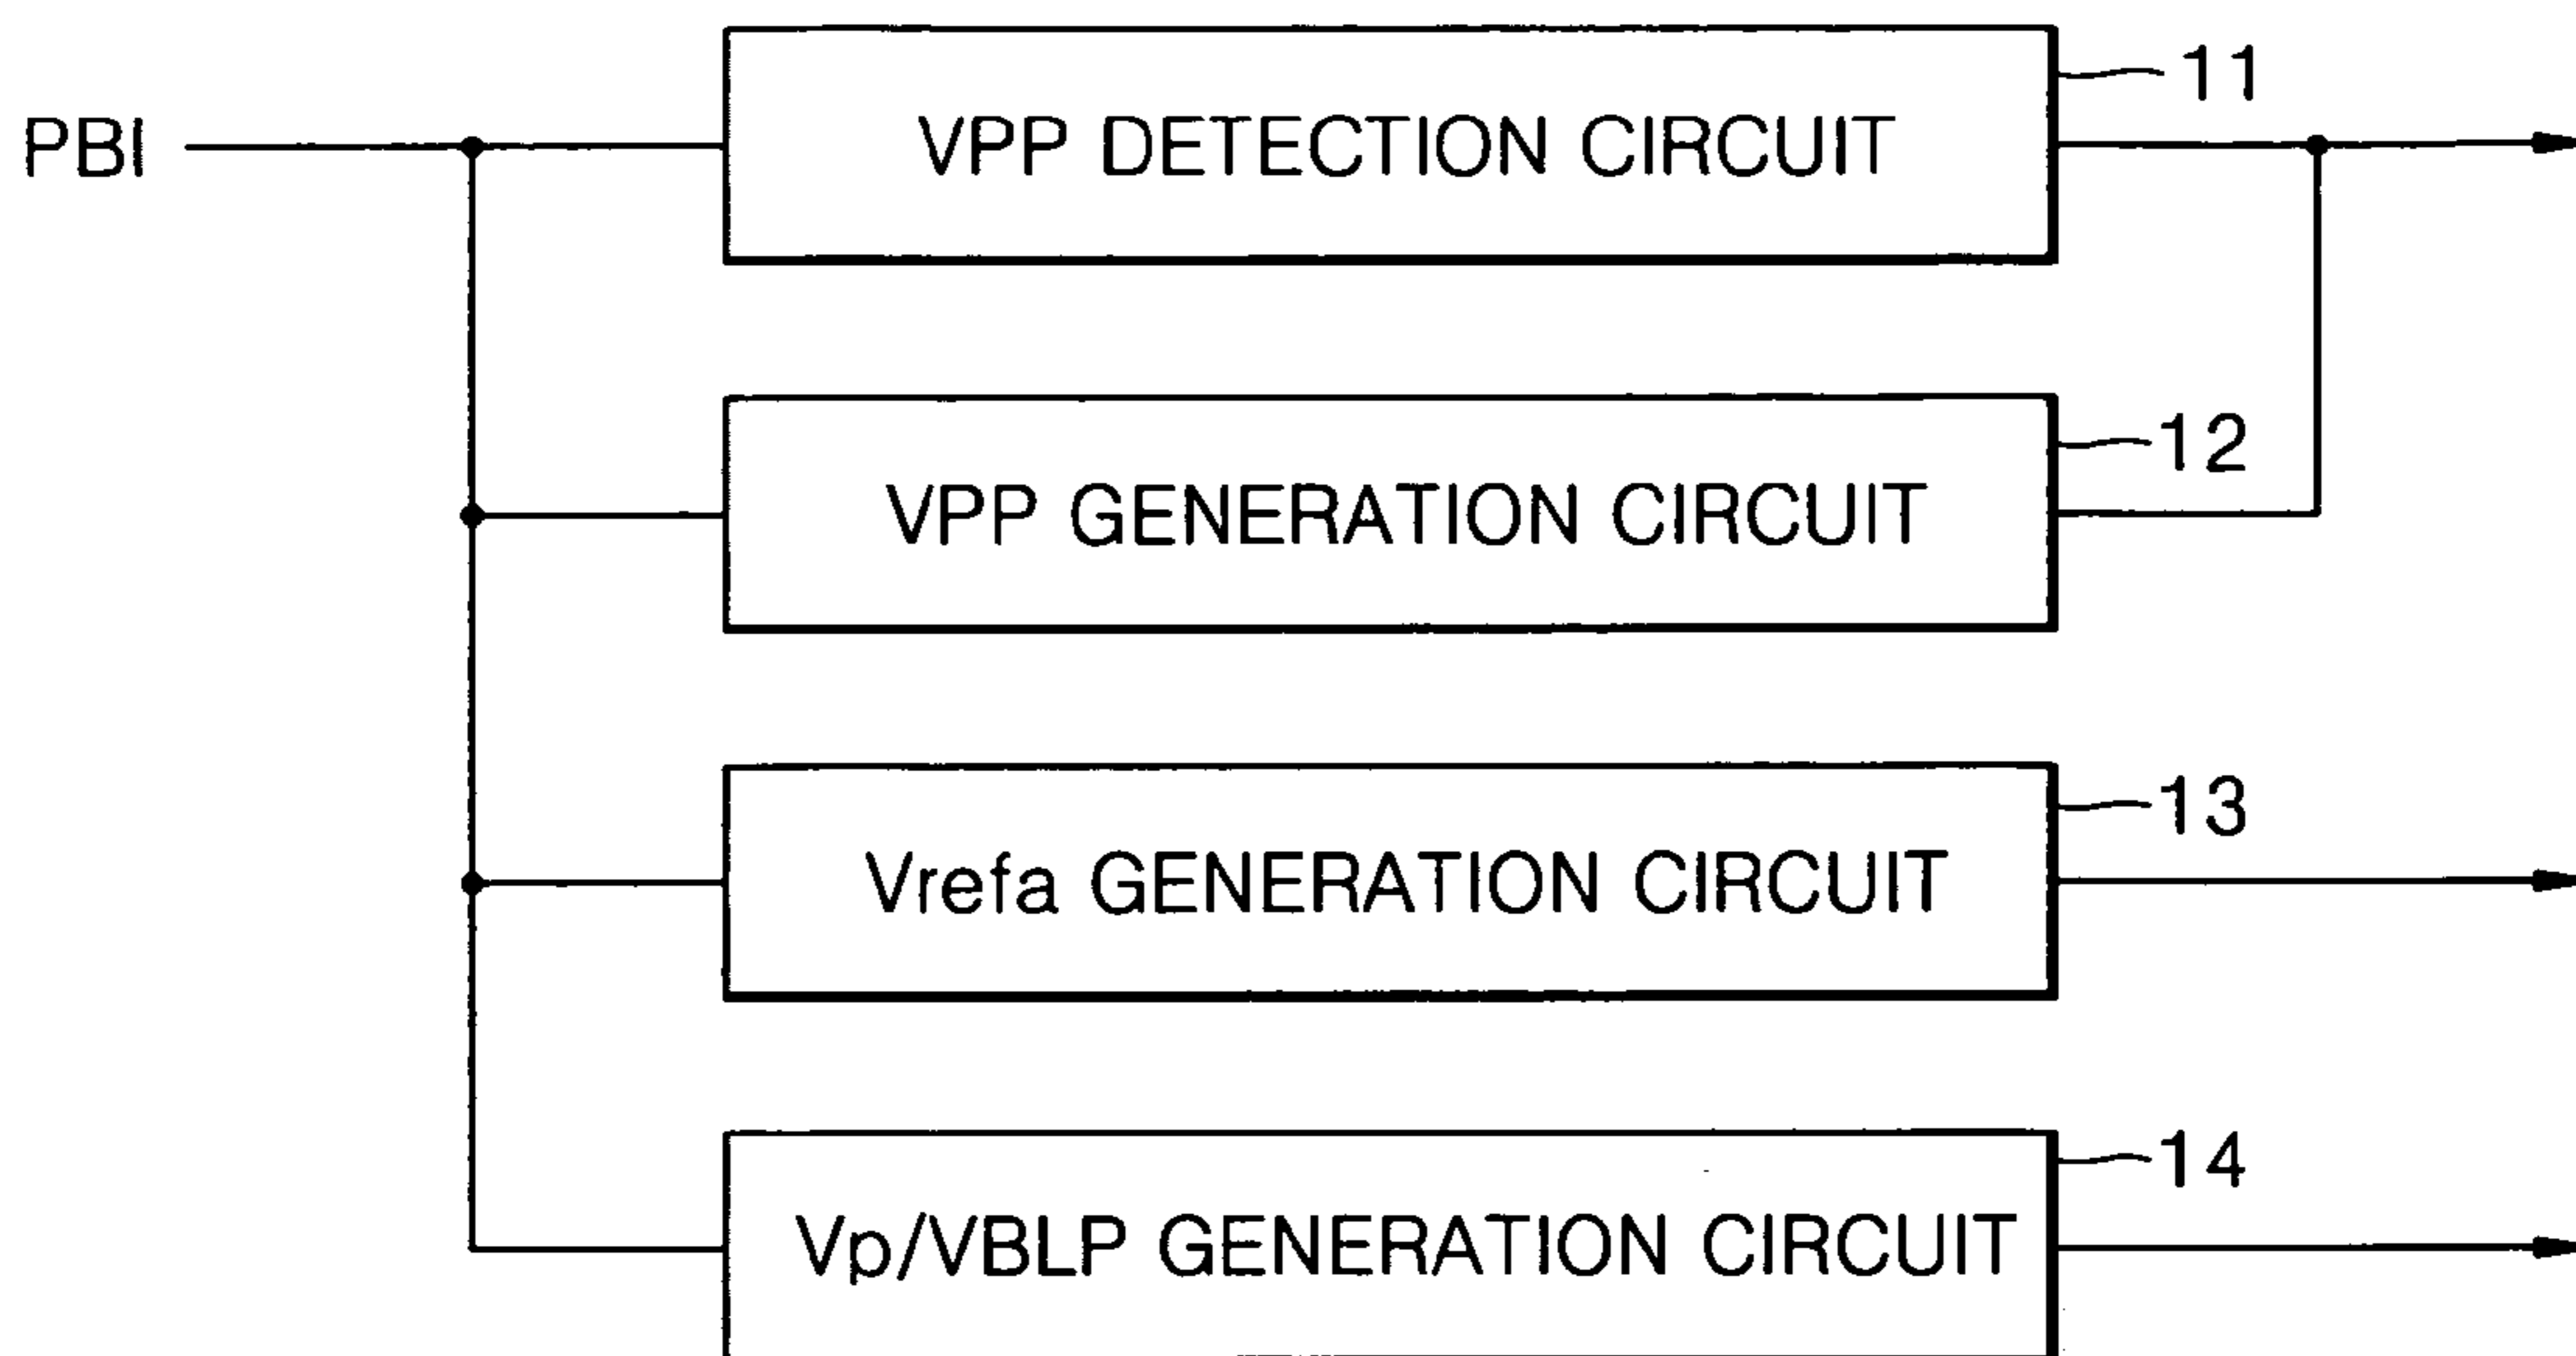 11
PBI
VPP DETECTION CIRCUIT
12
VPP GENERATION CIRCUIT
13
Vrefa GENERATION CIRCUIT
14
Vp/VBLP GENERATION CIRCUIT